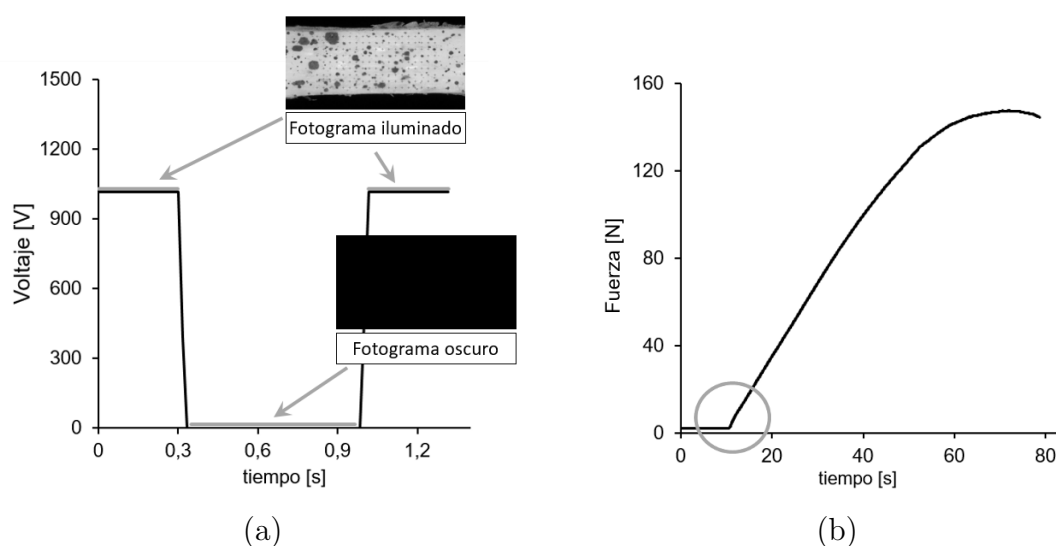 Fotograma iluminado
Voltaje [V]
1500
1200
900
600
300
0
Fotograma oscuro
0
0,3
0,6
0,9
1,2
tiempo [s]
(a)
Fuerza [N]
160
120
80
40
0
0
20
40
60
80
tiempo [s]
(b)